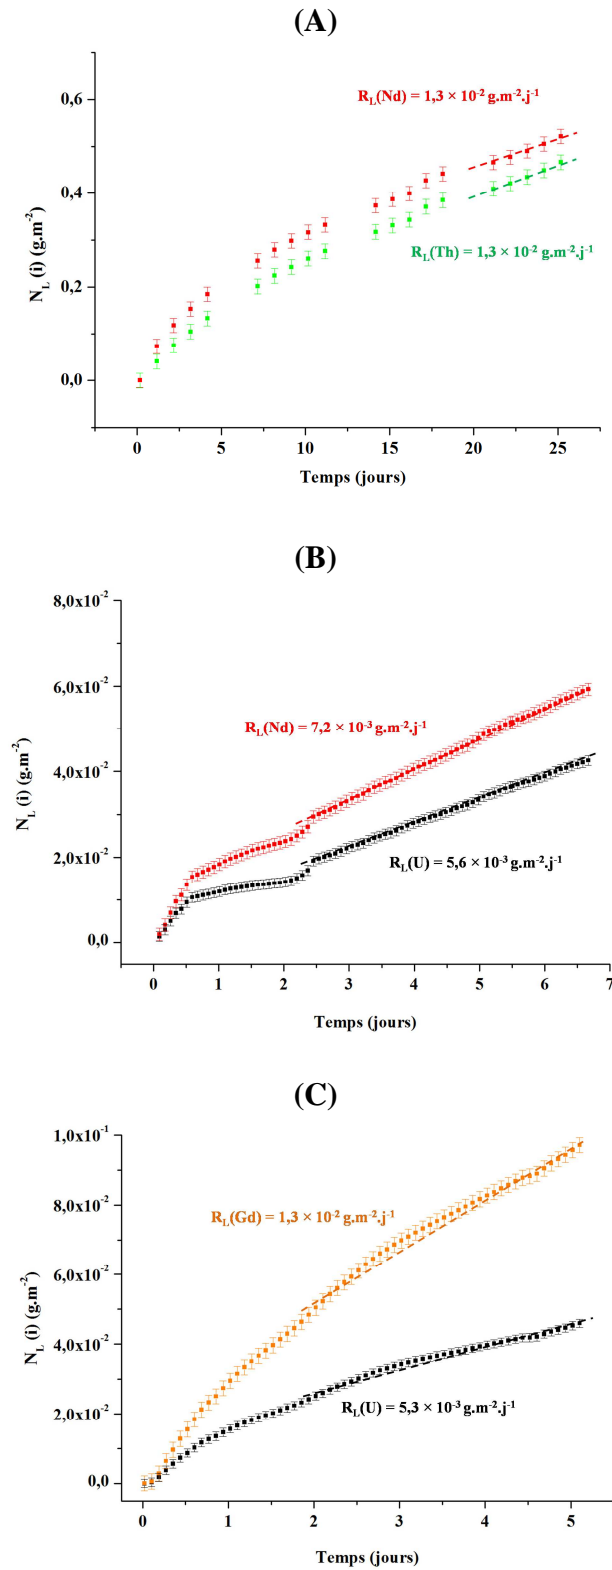 (A)
0,6
R_L(Nd) = 1,3 × 10⁻² g.m⁻².j⁻¹
0,4
R_L(Th) = 1,3 × 10⁻² g.m⁻².j⁻¹
N_L (i) (g.m⁻²)
0,2
0,0
0 5 10 15 20 25
Temps (jours)
(B)
8,0x10⁻²
6,0x10⁻²
R_L(Nd) = 7,2 × 10⁻³ g.m⁻².j⁻¹
N_L (i) (g.m⁻²)
4,0x10⁻²
R_L(U) = 5,6 × 10⁻³ g.m⁻².j⁻¹
2,0x10⁻²
0,0
0 1 2 3 4 5 6 7
Temps (jours)
(C)
1,0x10⁻¹
8,0x10⁻²
R_L(Gd) = 1,3 × 10⁻² g.m⁻².j⁻¹
6,0x10⁻²
N_L (i) (g.m⁻²)
4,0x10⁻²
R_L(U) = 5,3 × 10⁻³ g.m⁻².j⁻¹
2,0x10⁻²
0,0
0 1 2 3 4 5
Temps (jours)